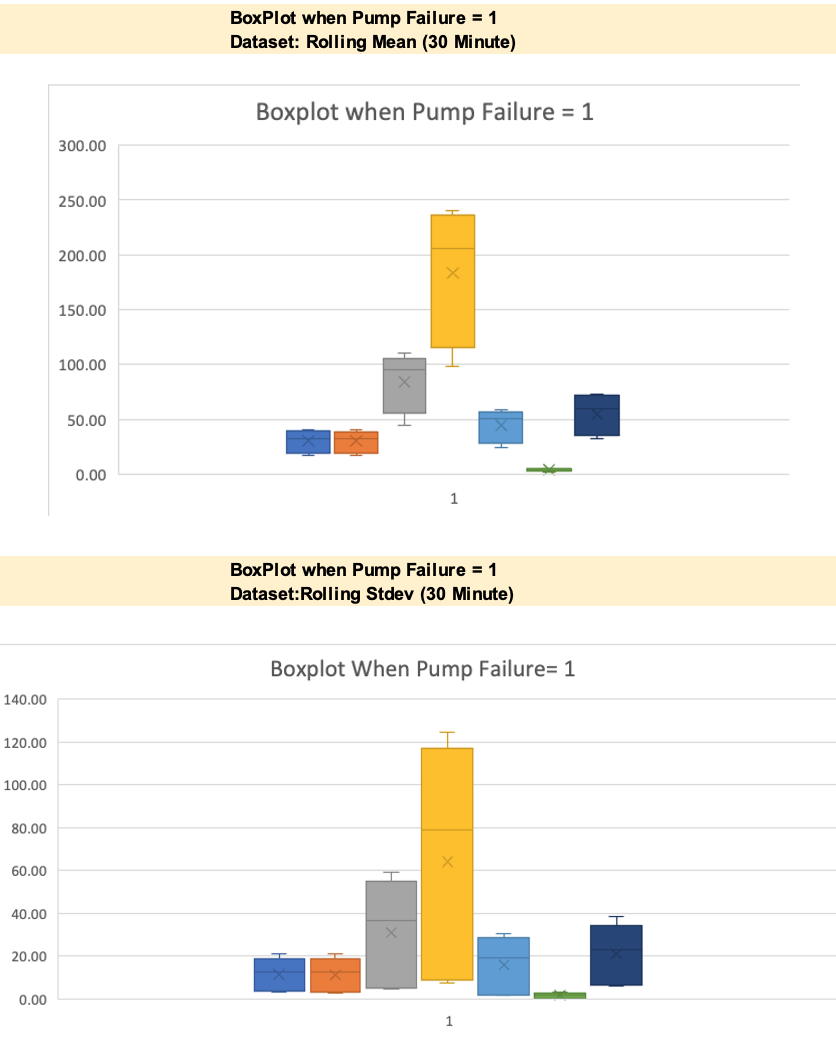 BoxPlot when Pump Failure = 1
Dataset: Rolling Mean (30 Minute)
Boxplot when Pump Failure = 1
300.00
250.00
200.00
150.00
100.00
50.00
0.00
1
BoxPlot when Pump Failure = 1
Dataset:Rolling Stdev (30 Minute)
Boxplot When Pump Failure= 1
140.00
120.00
100.00
80.00
60.00
40.00
20.00
0.00
1